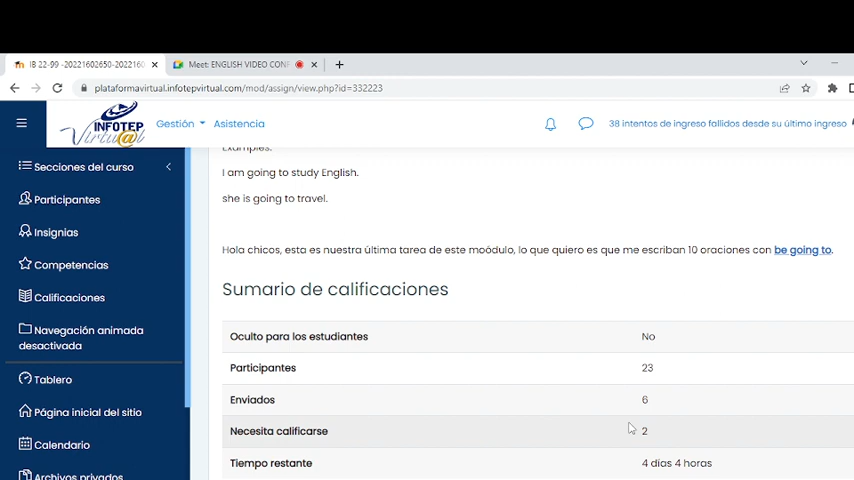 IB 22-99 -20221602650-2022160
Meet: ENGLISH VIDEO CONF
plataformavirtual.infotepvirtual.com/mod/assign/view.php?id=332223
INFOTEP
Virtu@l
Gestión
Asistencia
38 intentos de ingreso fallidos desde su último ingreso
Secciones del curso
Participantes
Insignias
Competencias
Calificaciones
Navegación animada
desactivada
Tablero
Página inicial del sitio
Calendario
Archivos privados
Examples:
I am going to study English.
she is going to travel.
Hola chicos, esta es nuestra última tarea de este moódulo, lo que quiero es que me escriban 10 oraciones con be going to.
Sumario de calificaciones
Oculto para los estudiantes No
Participantes 23
Enviados 6
Necesita calificarse 2
Tiempo restante 4 días 4 horas